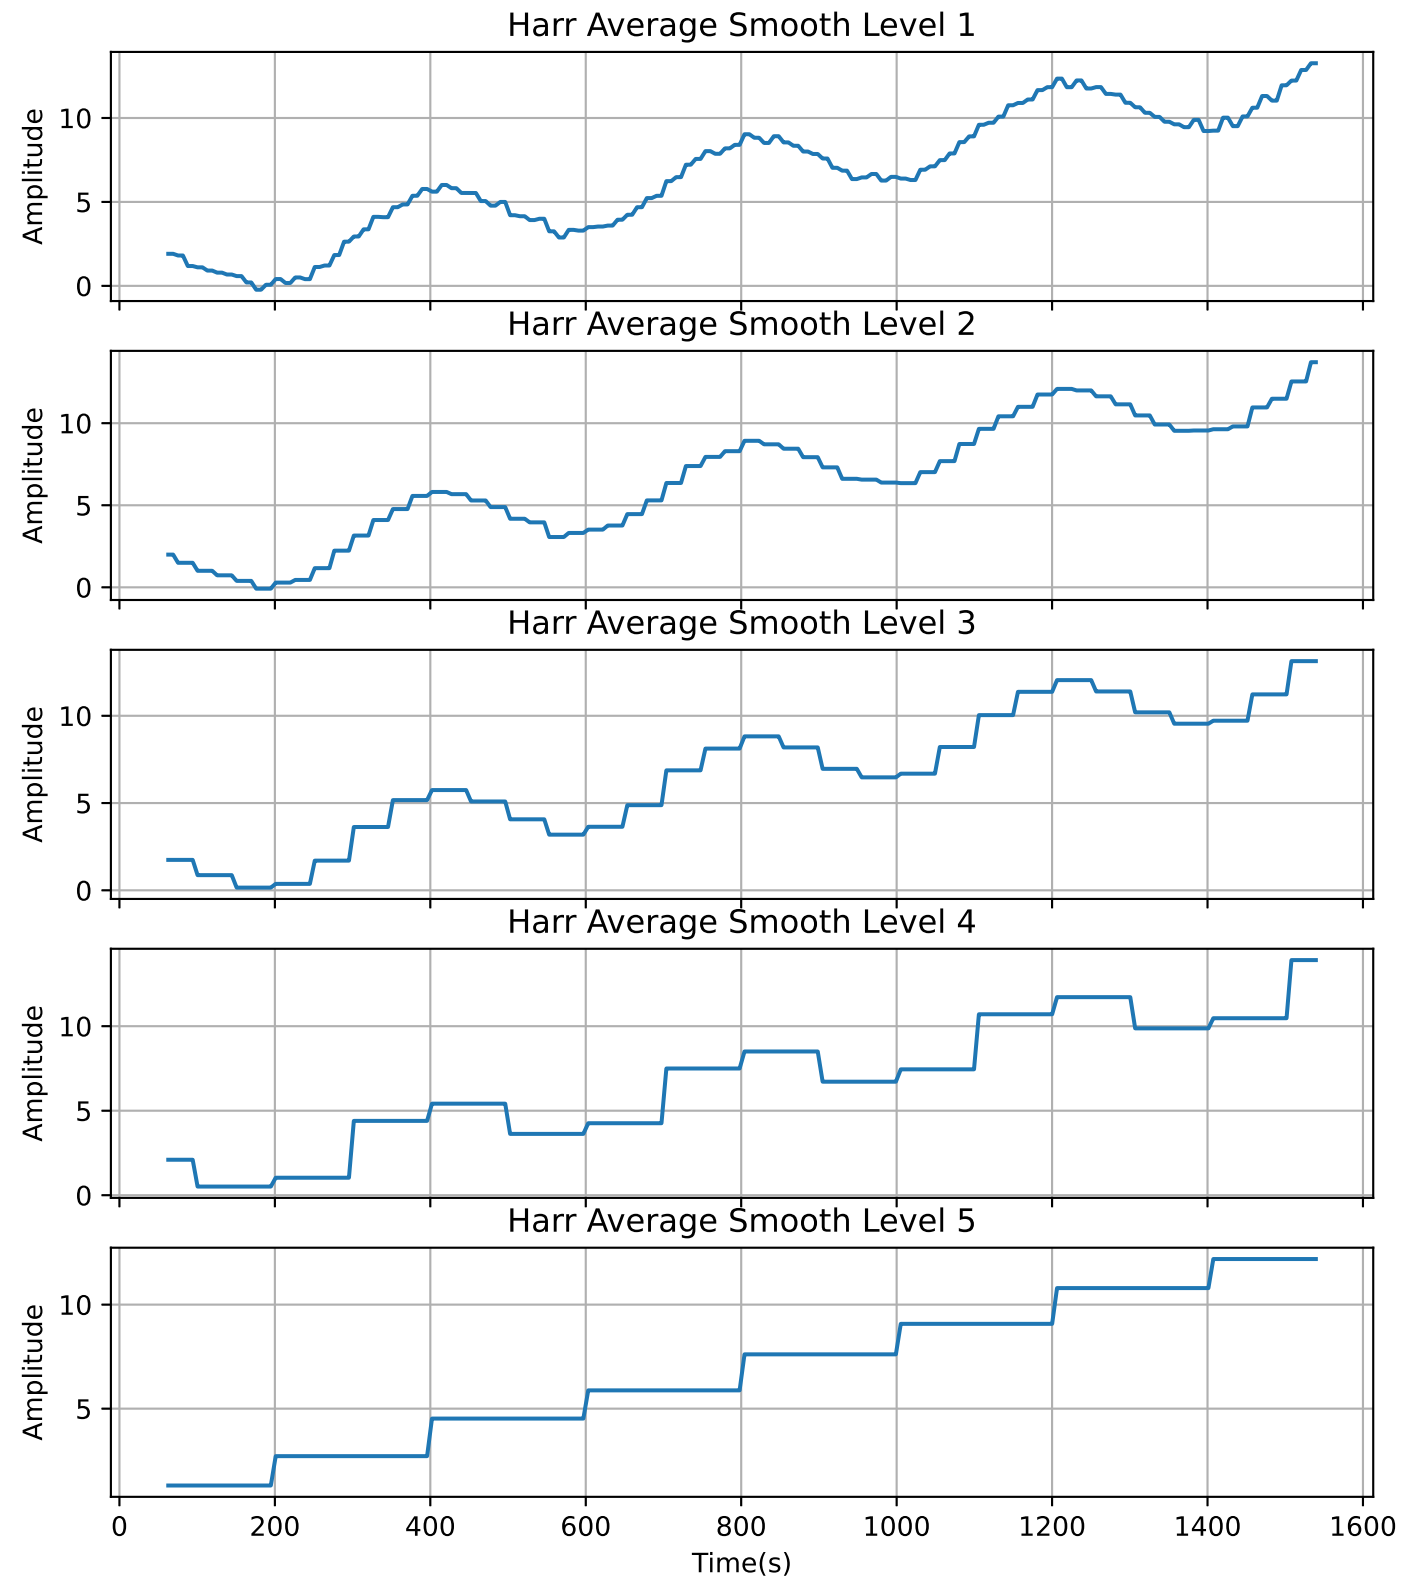 Harr Average Smooth Level 1
Amplitude
10
5
0
Harr Average Smooth Level 2
Amplitude
10
5
0
Harr Average Smooth Level 3
Amplitude
10
5
0
Harr Average Smooth Level 4
Amplitude
10
5
0
Harr Average Smooth Level 5
Amplitude
10
5
0 200 400 600 800 1000 1200 1400 1600
Time(s)